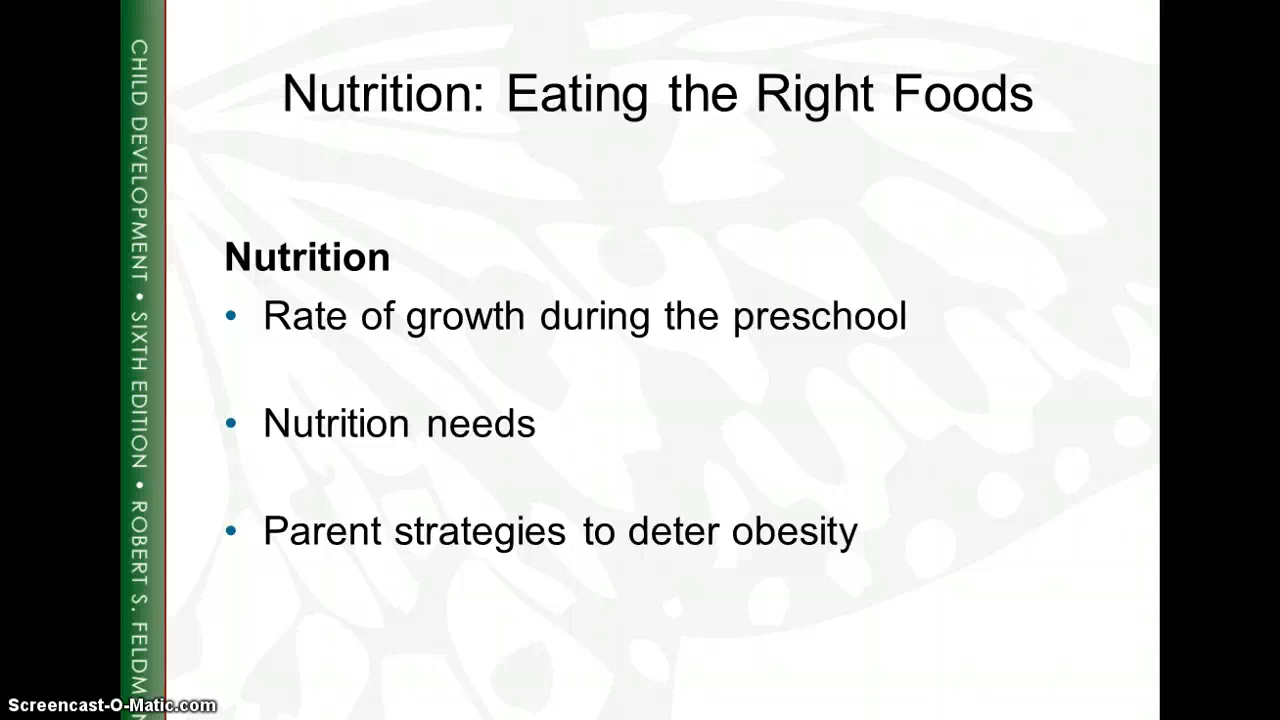 Nutrition: Eating the Right Foods
Nutrition
• Rate of growth during the preschool
• Nutrition needs
• Parent strategies to deter obesity
CHILD DEVELOPMENT • SIXTH EDITION • ROBERT S. FELDM
Screencast-O-Matic.com